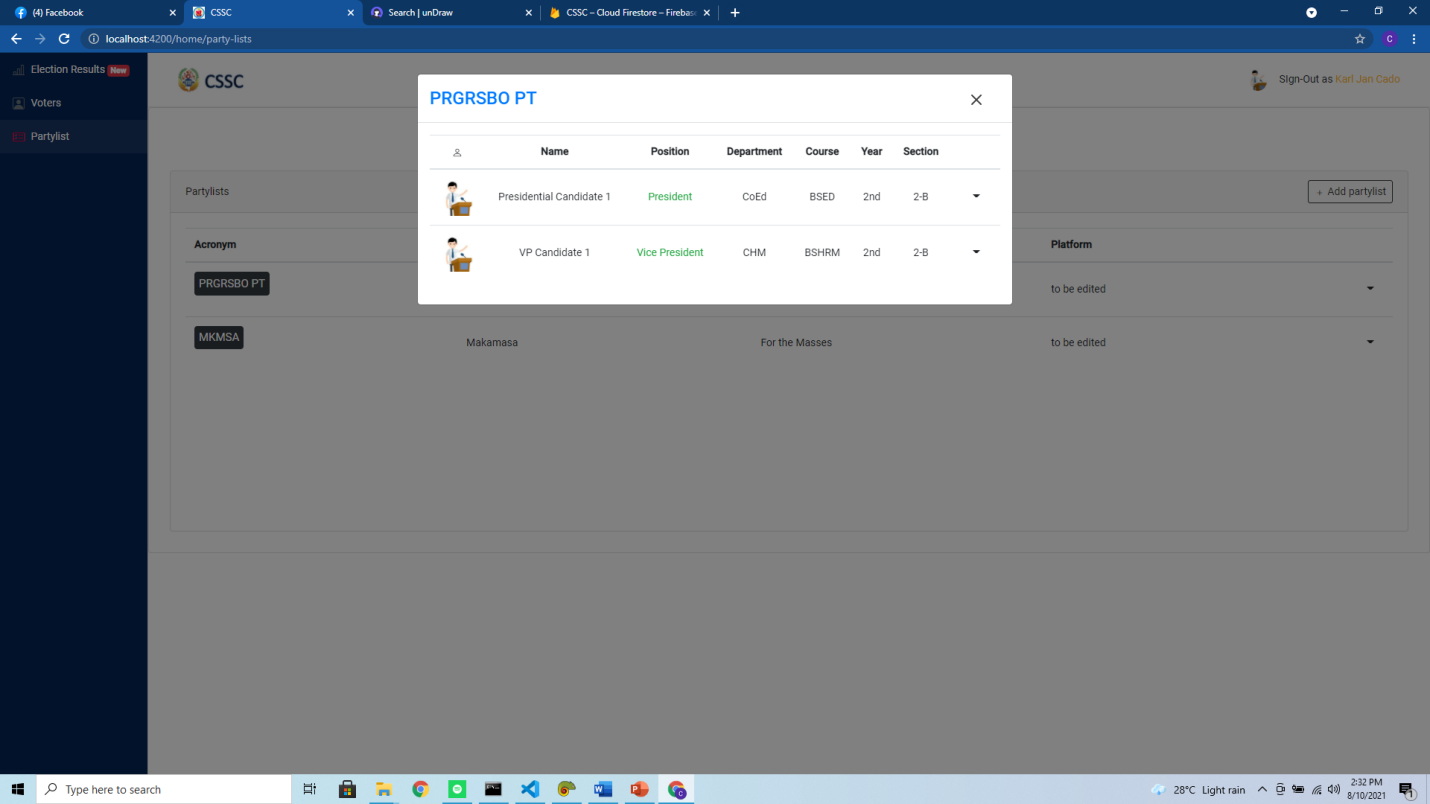 (4) Facebook
CSSC
Search | unDraw
CSSC – Cloud Firestore – Firebase
localhost:4200/home/party-lists
C
Election Results New
Voters
Partylist
CSSC
Sign-Out as Karl Jan Cado
PRGRSBO PT
Name Position Department Course Year Section
Presidential Candidate 1 President CoEd BSED 2nd 2-B
VP Candidate 1 Vice President CHM BSHRM 2nd 2-B
Partylists
+ Add partylist
Acronym Platform
PRGRSBO PT to be edited
MKMSA Makamasa For the Masses to be edited
Type here to search
28°C Light rain
2:32 PM
8/10/2021
1